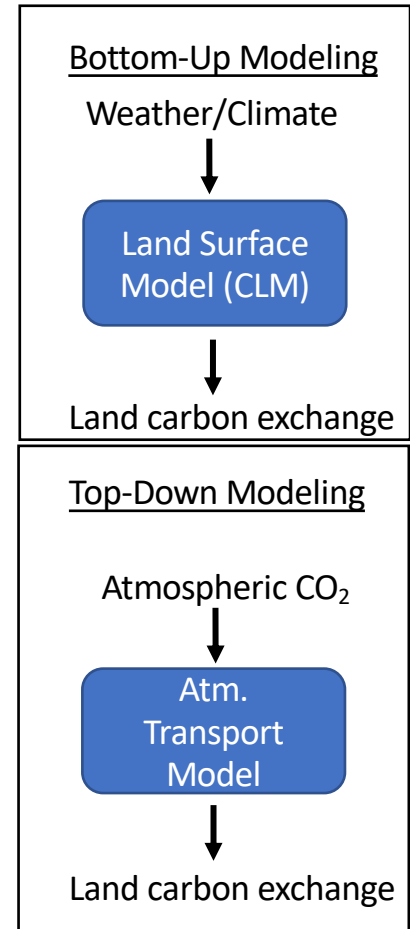 Bottom-Up Modeling
Weather/Climate
Land Surface
Model (CLM)
Land carbon exchange
Top-Down Modeling
Atmospheric CO₂
Atm.
Transport
Model
Land carbon exchange